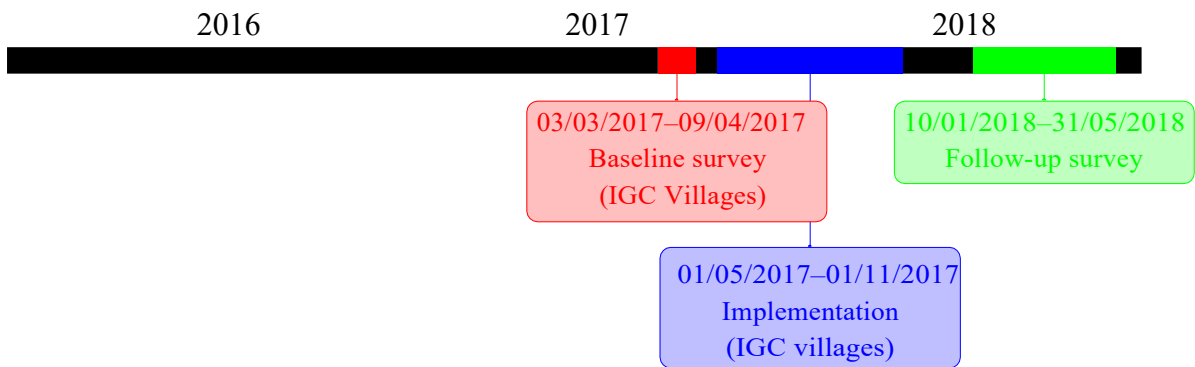 2016 2017 2018
03/03/2017–09/04/2017
Baseline survey
(IGC Villages)
10/01/2018–31/05/2018
Follow-up survey
01/05/2017–01/11/2017
Implementation
(IGC villages)